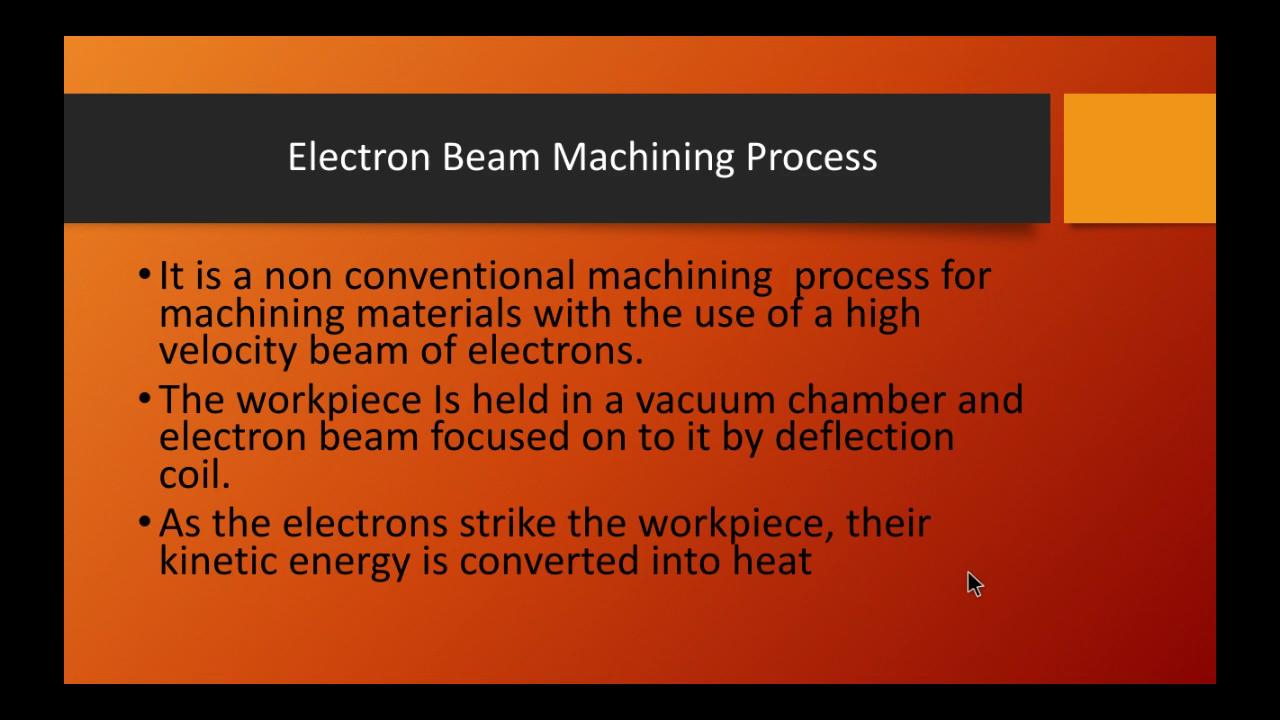 Electron Beam Machining Process
•It is a non conventional machining  process for
machining materials with the use of a high
velocity beam of electrons.
•The workpiece Is held in a vacuum chamber and
electron beam focused on to it by deflection
coil.
•As the electrons strike the workpiece, their
kinetic energy is converted into heat